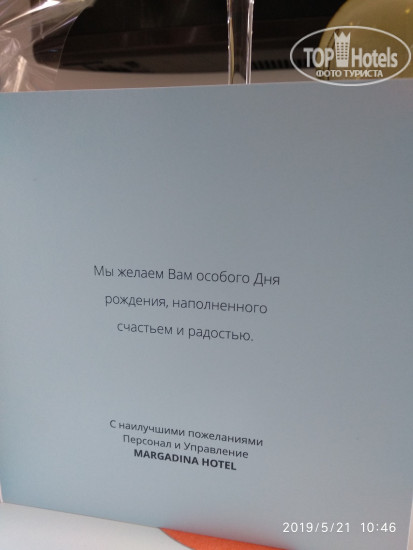 TOP Hotels
ФОТО ТУРИСТА
Мы желаем Вам особого Дня
рождения, наполненного
счастьем и радостью.
С наилучшими пожеланиями
Персонал и Управление
MARGADINA HOTEL
2019/5/21 10:46